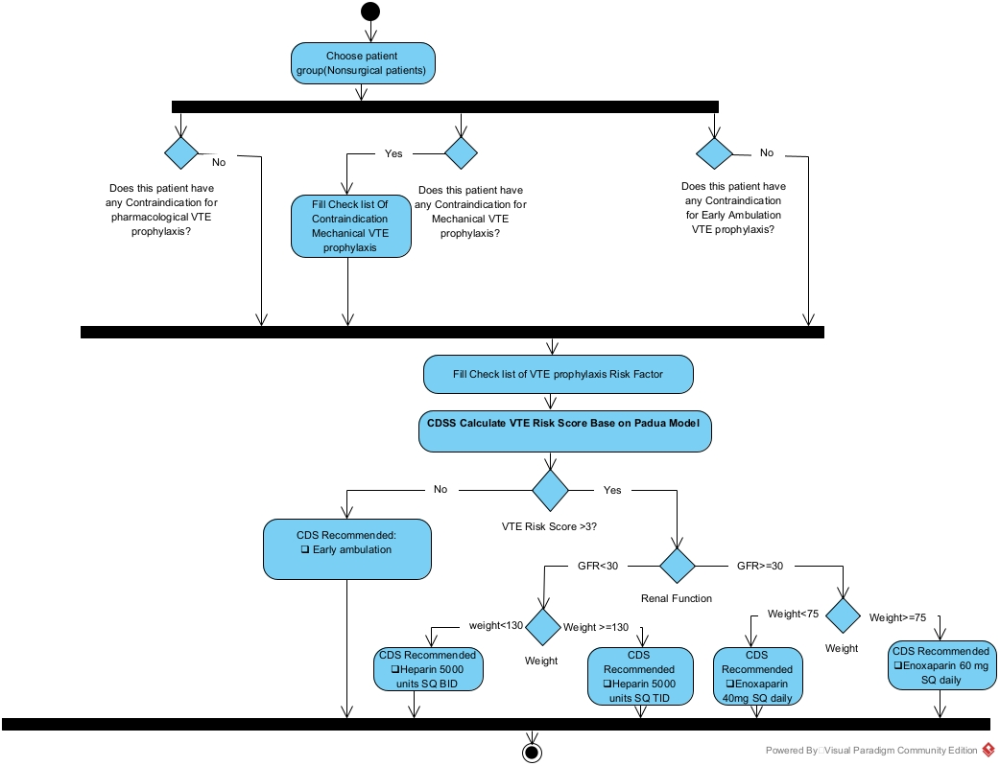 Choose patient
group(Nonsurgical patients)
No
Does this patient have
any Contraindication for
pharmacological VTE
prophylaxis?
Yes
Fill Check list Of
Contraindication
Mechanical VTE
prophylaxis
Does this patient have
any Contraindication for
Mechanical VTE
prophylaxis?
No
Does this patient have
any Contraindication
for Early Ambulation
VTE prophylaxis?
Fill Check list of VTE prophylaxis Risk Factor
CDSS Calculate VTE Risk Score Base on Padua Model
No
Yes
VTE Risk Score >3?
CDS Recommended:
❑ Early ambulation
GFR<30
GFR>=30
Renal Function
weight<130
Weight >=130
Weight
Weight<75
Weight>=75
Weight
CDS Recommended
❑Heparin 5000
units SQ BID
CDS
Recommended
❑Heparin 5000
units SQ TID
CDS
Recommended
❑Enoxaparin
40mg SQ daily
CDS Recommended
❑Enoxaparin 60 mg
SQ daily
Powered By Visual Paradigm Community Edition